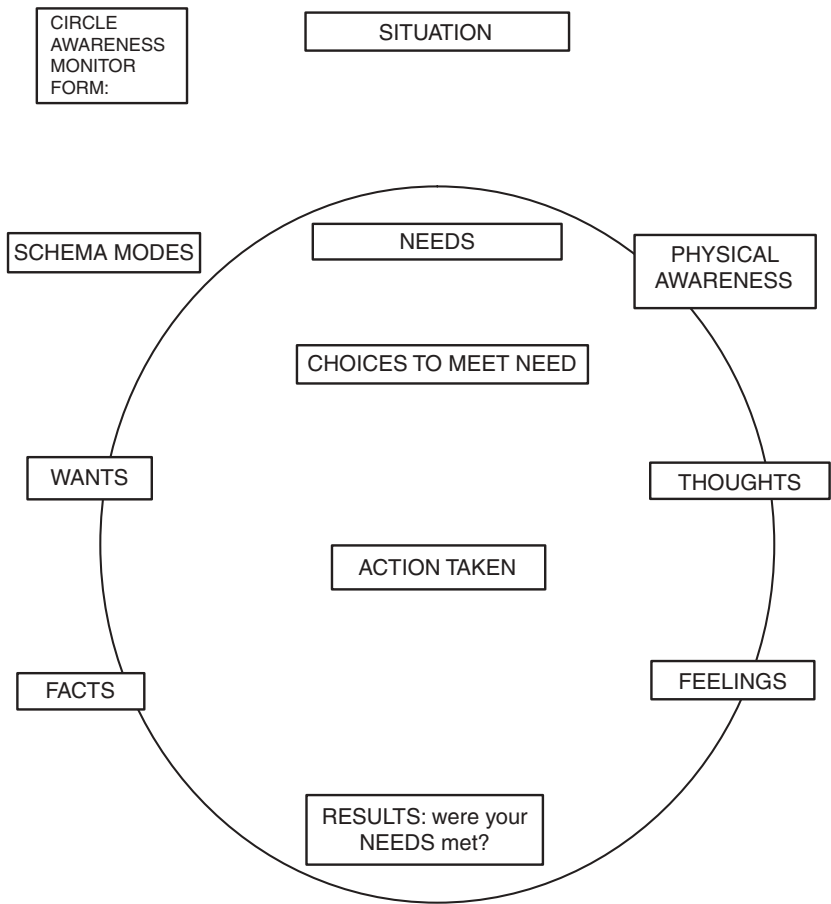 CIRCLE
AWARENESS
MONITOR
FORM:
SITUATION
SCHEMA MODES
NEEDS
PHYSICAL
AWARENESS
CHOICES TO MEET NEED
WANTS
THOUGHTS
ACTION TAKEN
FACTS
FEELINGS
RESULTS: were your
NEEDS met?